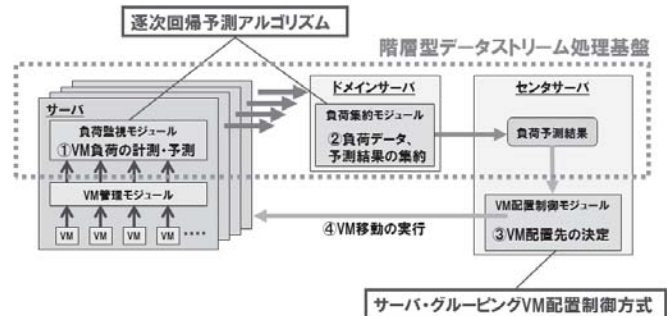 逐次回帰予測アルゴリズム
階層型データストリーム処理基盤
サーバ
負荷監視モジュール
①VM負荷の計測・予測
VM管理モジュール
VM VM VM VM ････
ドメインサーバ
負荷集約モジュール
②負荷データ、
予測結果の集約
センタサーバ
負荷予測結果
VM配置制御モジュール
③VM配置先の決定
④VM移動の実行
サーバ・グルーピングVM配置制御方式